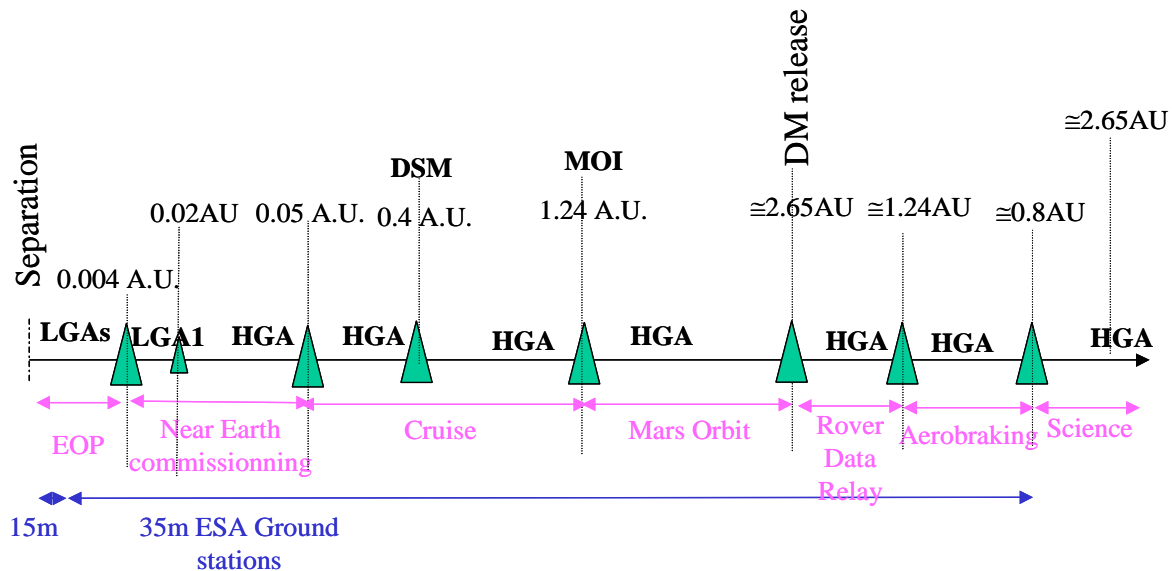 Separation
DM release
≅2.65AU
DSM
MOI
0.02AU
0.05 A.U.
0.4 A.U.
1.24 A.U.
≅2.65AU
≅1.24AU
≅0.8AU
0.004 A.U.
LGAs
LGA1
HGA
HGA
HGA
HGA
HGA
HGA
HGA
EOP
Near Earth
commissionning
Cruise
Mars Orbit
Rover
Data
Relay
Aerobraking
Science
15m
35m ESA Ground
stations